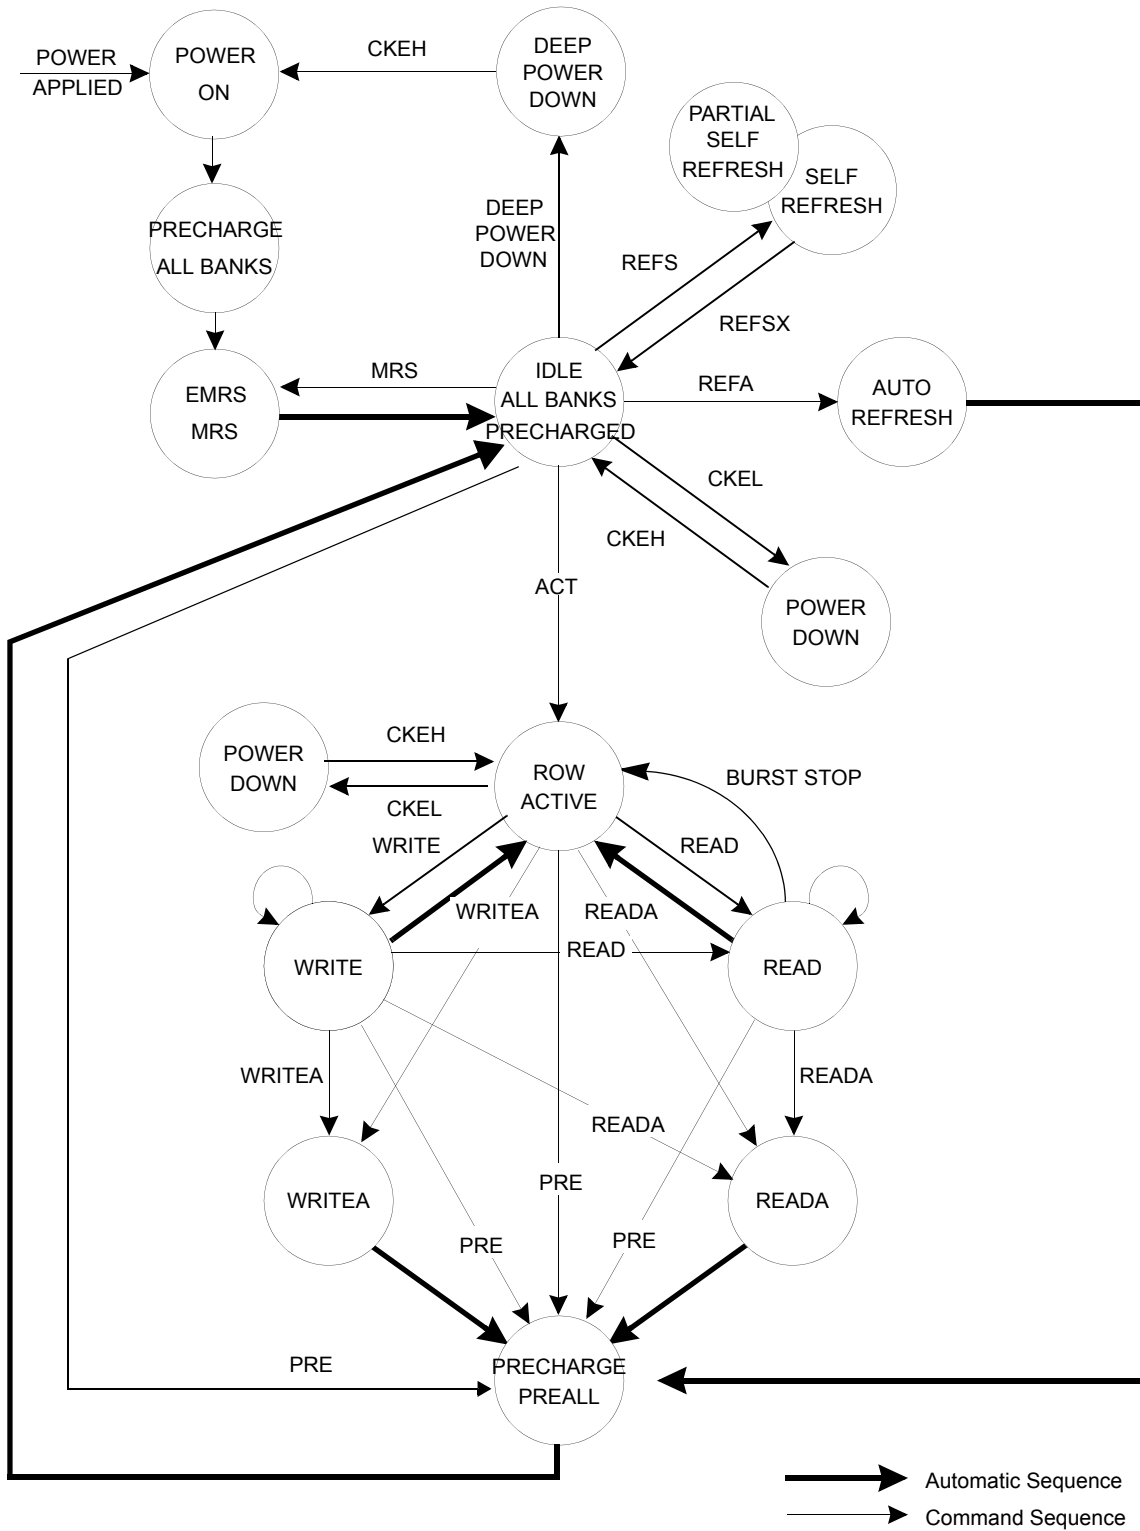 POWER
APPLIED
POWER
ON
CKEH
DEEP
POWER
DOWN
PARTIAL
SELF
REFRESH
SELF
REFRESH
PRECHARGE
ALL BANKS
DEEP
POWER
DOWN
REFS
REFSX
EMRS
MRS
MRS
IDLE
ALL BANKS
PRECHARGED
REFA
AUTO
REFRESH
CKEL
CKEH
ACT
POWER
DOWN
POWER
DOWN
CKEH
CKEL
ROW
ACTIVE
BURST STOP
WRITE
READ
WRITEA
READA
WRITE
READ
READ
WRITEA
READA
READA
WRITEA
PRE
READA
PRE
PRE
PRE
PRECHARGE
PREALL
Automatic Sequence
Command Sequence